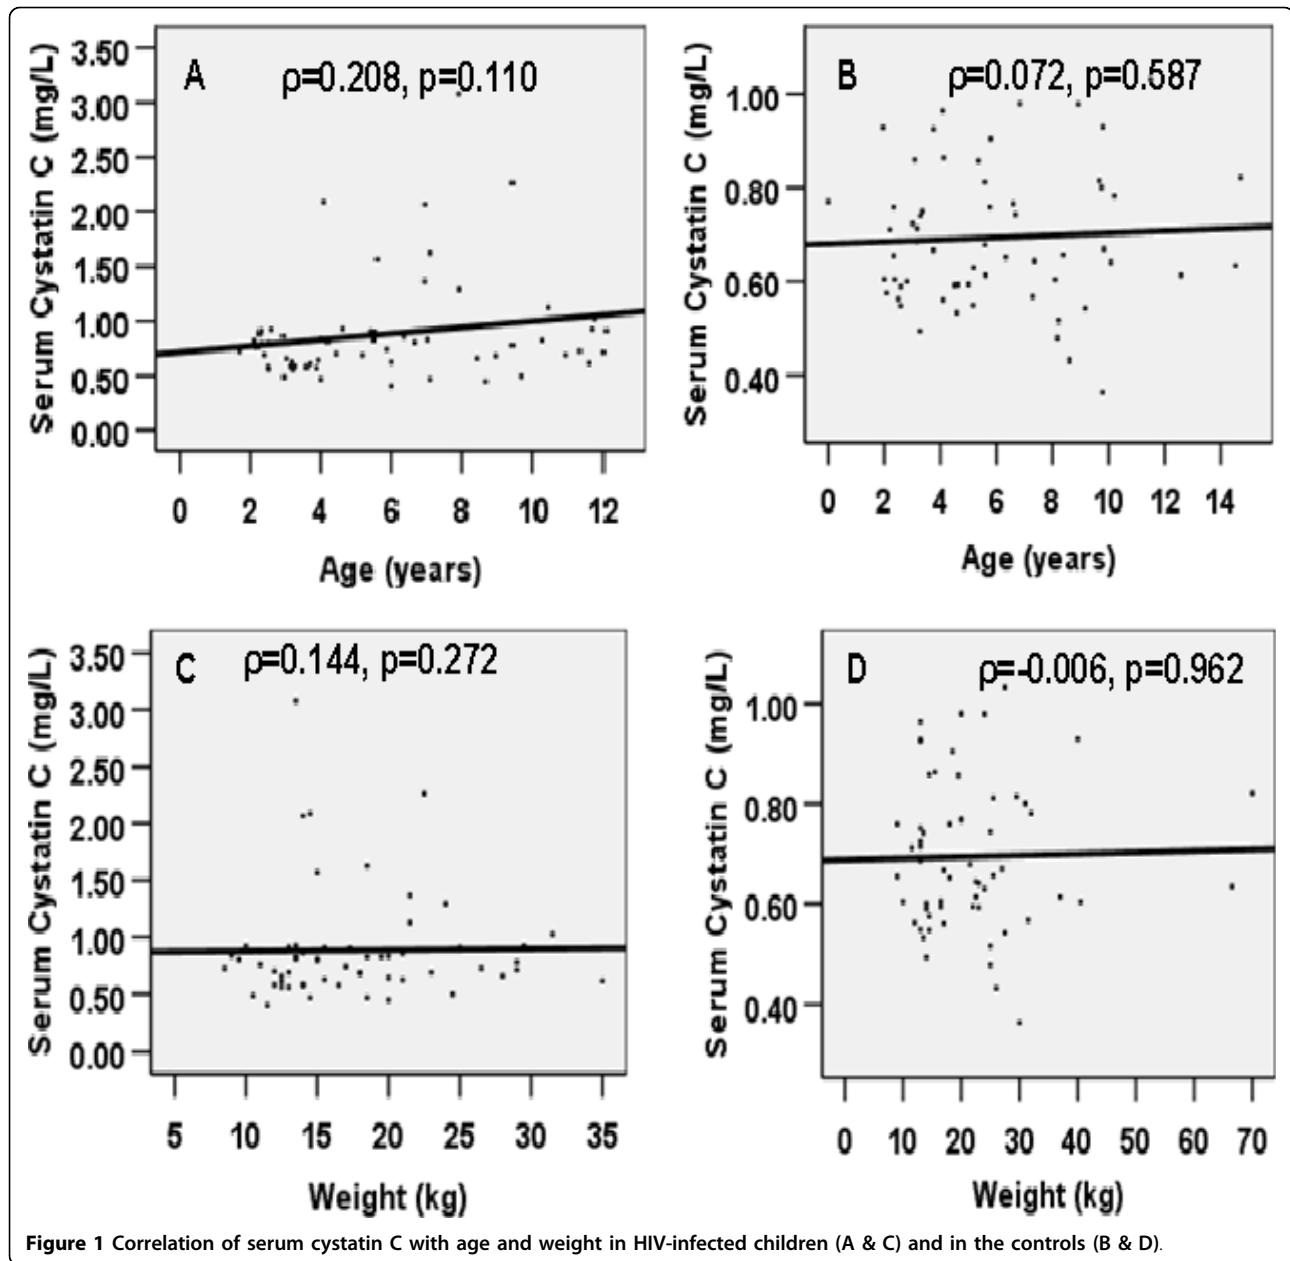 Serum Cystatin C (mg/L)
3.50
3.00
2.50
2.00
1.50
1.00
0.50
0.00
A
ρ=0.208, p=0.110
0 2 4 6 8 10 12
Age (years)
Serum Cystatin C (mg/L)
1.00
0.80
0.60
0.40
B
ρ=0.072, p=0.587
0 2 4 6 8 10 12 14
Age (years)
Serum Cystatin C (mg/L)
3.50
3.00
2.50
2.00
1.50
1.00
0.50
0.00
C
ρ=0.144, p=0.272
5 10 15 20 25 30 35
Weight (kg)
Serum Cystatin C (mg/L)
1.00
0.80
0.60
0.40
D
ρ=-0.006, p=0.962
0 10 20 30 40 50 60 70
Weight (kg)
Figure 1 Correlation of serum cystatin C with age and weight in HIV-infected children (A & C) and in the controls (B & D).